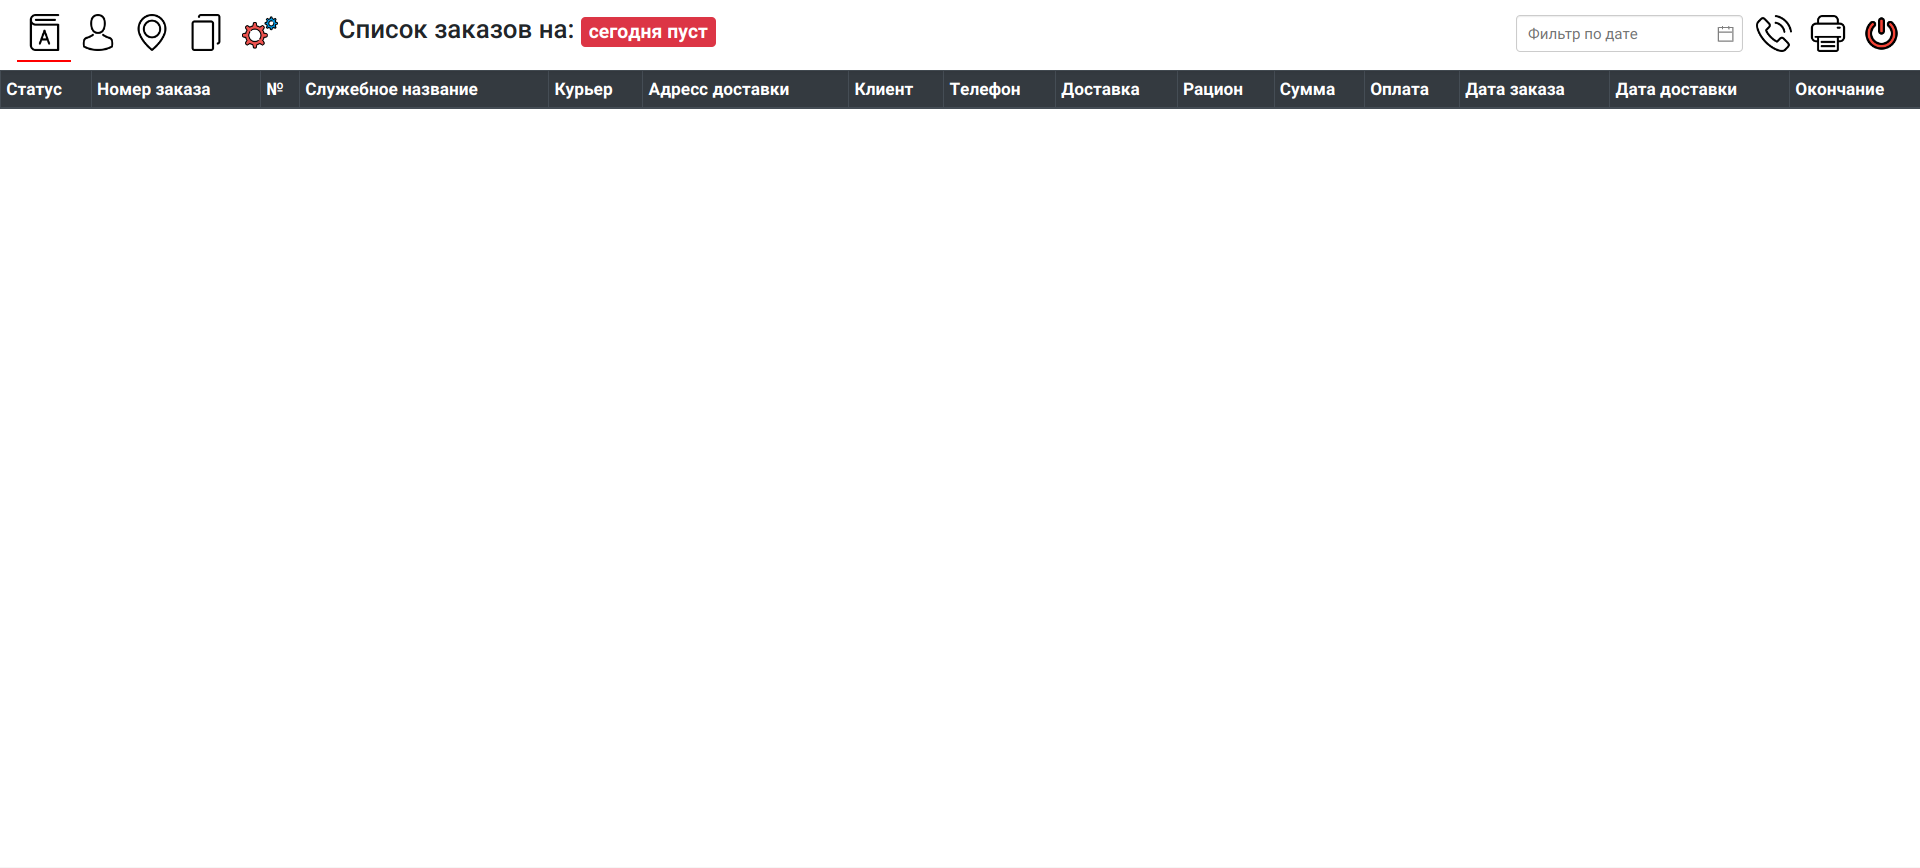 Список заказов на: сегодня пуст
Фильтр по дате
Статус Номер заказа № Служебное название Курьер Адресс доставки Клиент Телефон Доставка Рацион Сумма Оплата Дата заказа Дата доставки Окончание